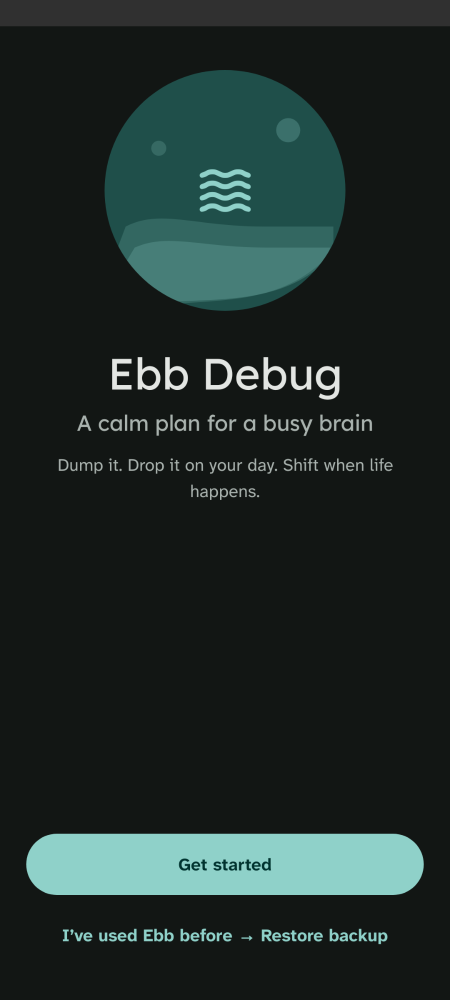 Ebb Debug
A calm plan for a busy brain
Dump it. Drop it on your day. Shift when life
happens.
Get started
I’ve used Ebb before → Restore backup